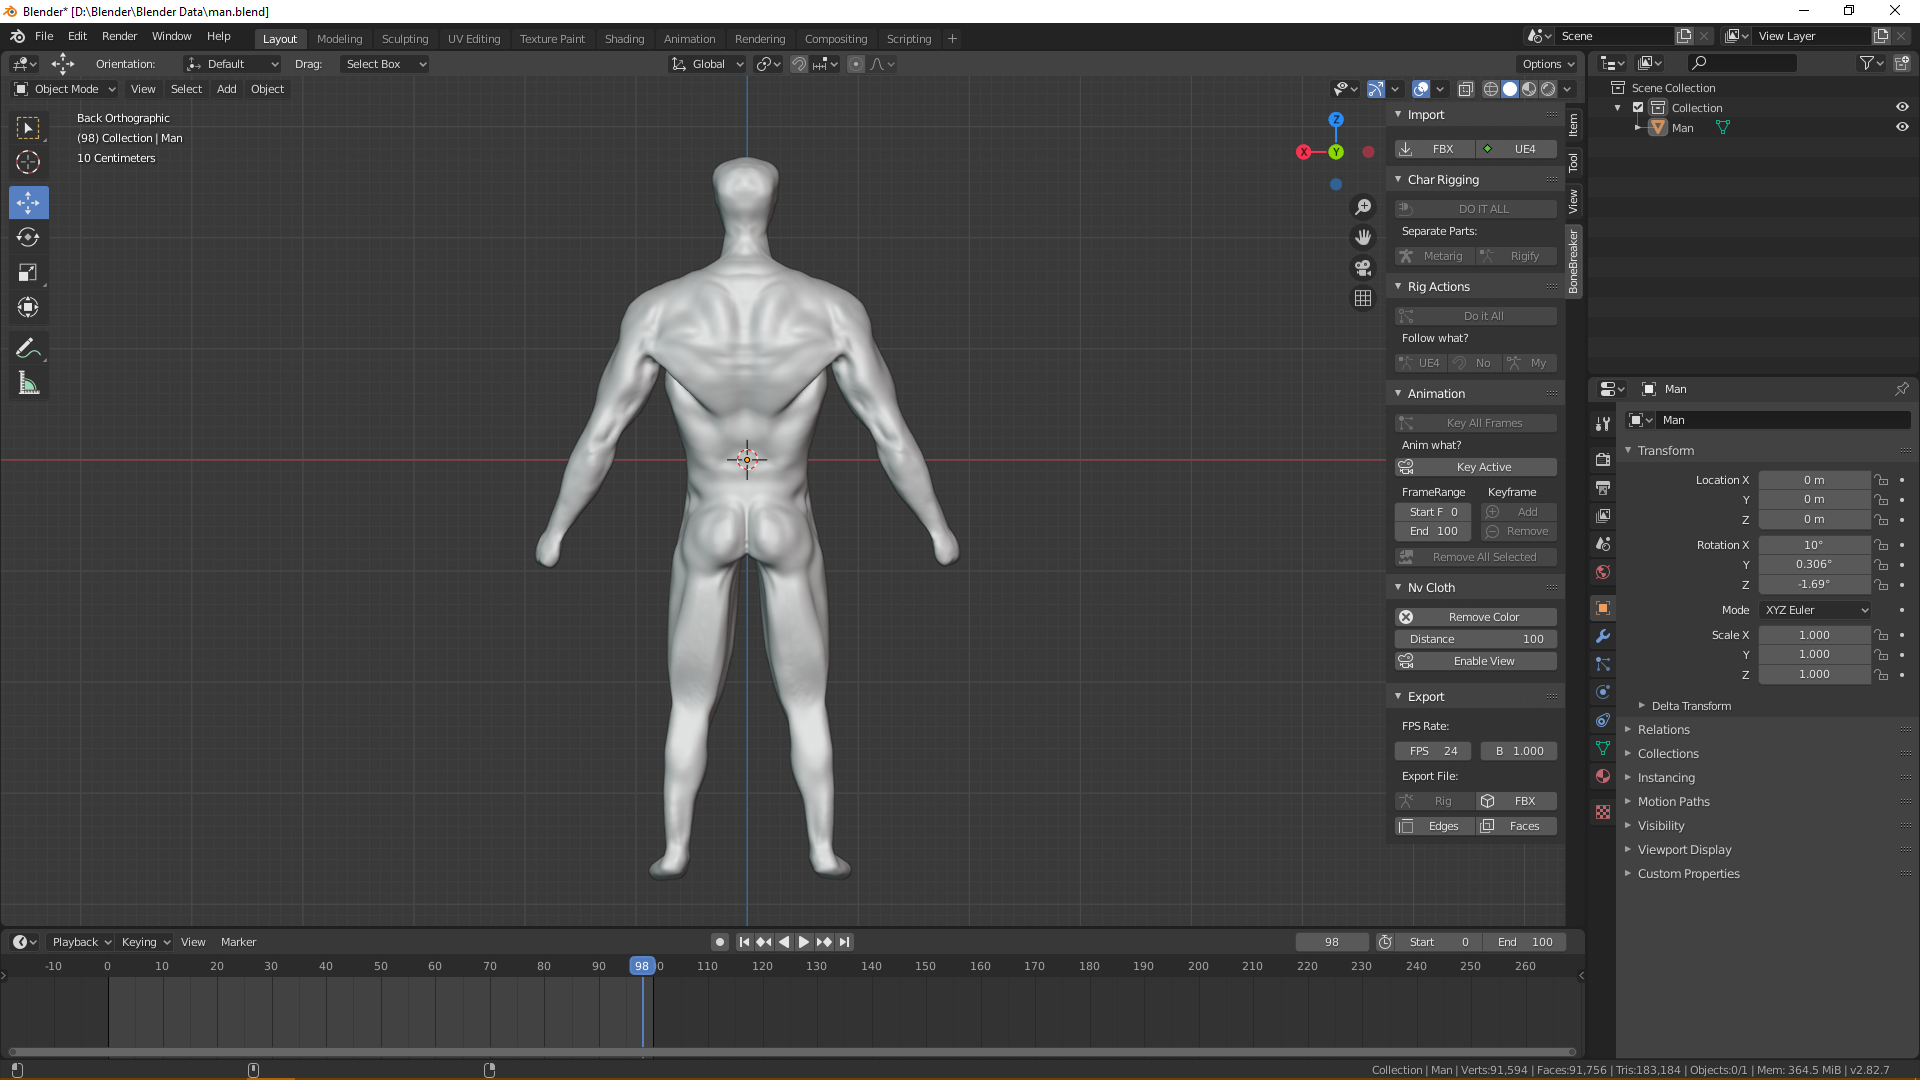 Blender* [D:\Blender\Blender Data\man.blend]
File Edit Render Window Help Layout Modeling Sculpting UV Editing Texture Paint Shading Animation Rendering Compositing Scripting + Scene View Layer
Orientation: Default Drag: Select Box Global Options
Object Mode View Select Add Object
Back Orthographic
(98) Collection | Man
10 Centimeters
Z
X Y
Import
FBX UE4
Char Rigging
DO IT ALL
Separate Parts:
Metarig Rigify
Rig Actions
Do it All
Follow what?
UE4 No My
Animation
Key All Frames
Anim what?
Key Active
FrameRange Keyframe
Start F 0 Add
End 100 Remove
Remove All Selected
Nv Cloth
Remove Color
Distance 100
Enable View
Export
FPS Rate:
FPS 24 B 1.000
Export File:
Rig FBX
Edges Faces
Item
Tool
View
BoneBreaker
Scene Collection
Collection
Man
Man
Man
Transform
Location X 0 m
Y 0 m
Z 0 m
Rotation X 10°
Y 0.306°
Z -1.69°
Mode XYZ Euler
Scale X 1.000
Y 1.000
Z 1.000
Delta Transform
Relations
Collections
Instancing
Motion Paths
Visibility
Viewport Display
Custom Properties
Playback Keying View Marker 98 Start 0 End 100
-10 0 10 20 30 40 50 60 70 80 90 98 0 110 120 130 140 150 160 170 180 190 200 210 220 230 240 250 260
Collection | Man | Verts:91,594 | Faces:91,756 | Tris:183,184 | Objects:0/1 | Mem: 364.5 MiB | v2.82.7